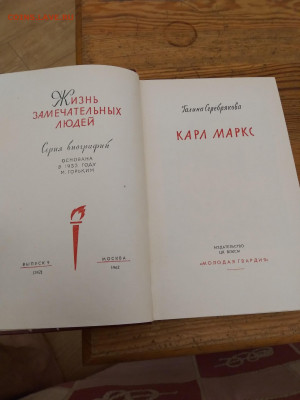 Жизнь
ЗАМЕЧАТЕЛЬНЫХ
ЛЮДЕЙ
Серия биографий
ОСНОВАНА
В 1933 ГОДУ
М. ГОРЬКИМ
ВЫПУСК 9
МОСКВА
1962
Галина Серебрякова
КАРЛ МАРКС
ИЗДАТЕЛЬСТВО
ЦК ВЛКСМ
«МОЛОДАЯ ГВАРДИЯ»